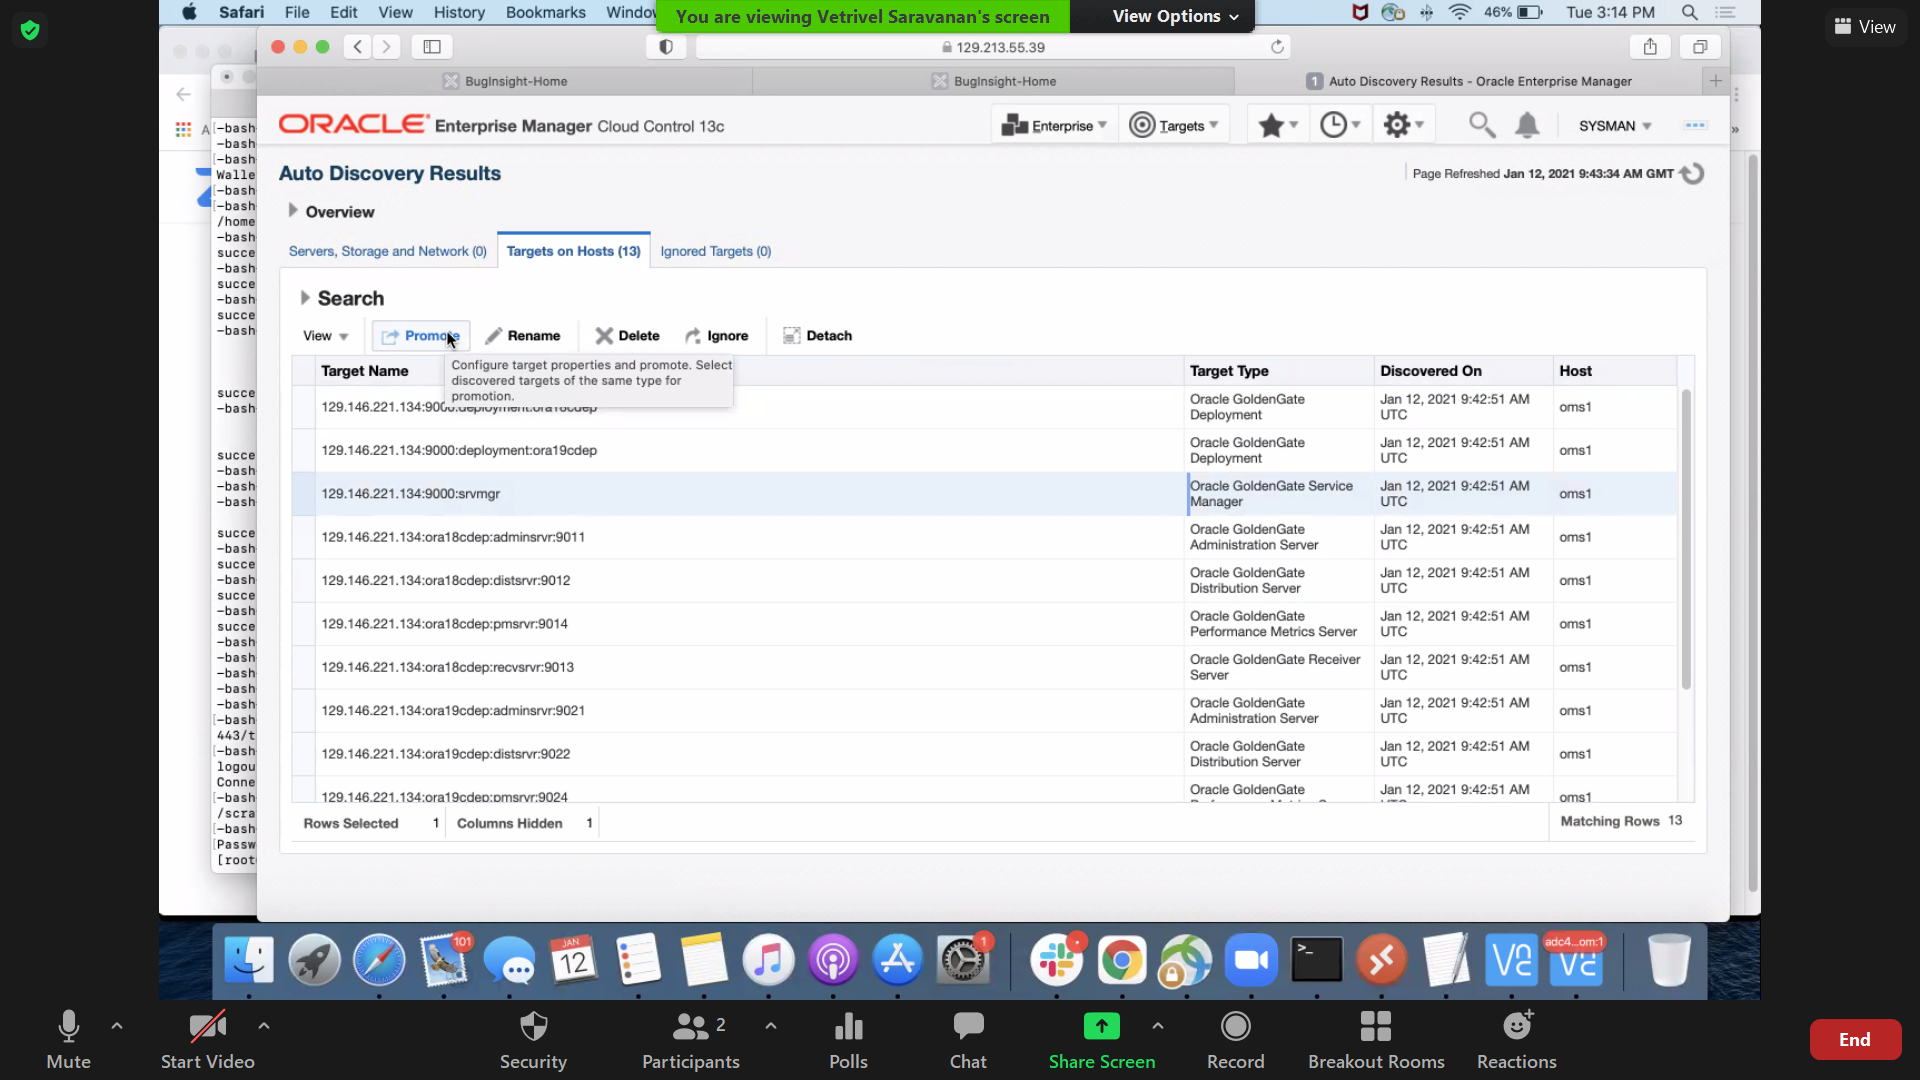 Safari File Edit View History Bookmarks Windo
You are viewing Vetrivel Saravanan's screen View Options
46% Tue 3:14 PM
View
129.213.55.39
BugInsight-Home BugInsight-Home 1 Auto Discovery Results - Oracle Enterprise Manager
ORACLE Enterprise Manager Cloud Control 13c Enterprise Targets SYSMAN
Auto Discovery Results
Page Refreshed Jan 12, 2021 9:43:34 AM GMT
Overview
Servers, Storage and Network (0) Targets on Hosts (13) Ignored Targets (0)
Search
View Promote Rename Delete Ignore Detach
Configure target properties and promote. Select
discovered targets of the same type for
promotion.
Target Name Target Type Discovered On Host
129.146.221.134:9000:deployment:ora18cdep Oracle GoldenGate Deployment Jan 12, 2021 9:42:51 AM UTC oms1
129.146.221.134:9000:deployment:ora19cdep Oracle GoldenGate Deployment Jan 12, 2021 9:42:51 AM UTC oms1
129.146.221.134:9000:srvmgr Oracle GoldenGate Service Manager Jan 12, 2021 9:42:51 AM UTC oms1
129.146.221.134:ora18cdep:adminsrvr:9011 Oracle GoldenGate Administration Server Jan 12, 2021 9:42:51 AM UTC oms1
129.146.221.134:ora18cdep:distsrvr:9012 Oracle GoldenGate Distribution Server Jan 12, 2021 9:42:51 AM UTC oms1
129.146.221.134:ora18cdep:pmsrvr:9014 Oracle GoldenGate Performance Metrics Server Jan 12, 2021 9:42:51 AM UTC oms1
129.146.221.134:ora18cdep:recvsrvr:9013 Oracle GoldenGate Receiver Server Jan 12, 2021 9:42:51 AM UTC oms1
129.146.221.134:ora19cdep:adminsrvr:9021 Oracle GoldenGate Administration Server Jan 12, 2021 9:42:51 AM UTC oms1
129.146.221.134:ora19cdep:distsrvr:9022 Oracle GoldenGate Distribution Server Jan 12, 2021 9:42:51 AM UTC oms1
129.146.221.134:ora19cdep:pmsrvr:9024 Oracle GoldenGate Jan 12, 2021 9:42:51 AM oms1
Rows Selected 1 Columns Hidden 1 Matching Rows 13
[-bash
-bash
[-bash
Walle
[-bash
[-bash
/home
-bash
succe
-bash
succe
-bash
succe
-bash
succe
-bash
succe
-bash
-bash
-bash
succe
-bash
succe
-bash
succe
-bash
succe
-bash
-bash
-bash
-bash
-bash
[-bash
443/t
[-bash
logou
Conne
[-bash
/scra
-bash
[Passw
[root
101 JAN 12 1 adc4...om:1
Mute Start Video Security Participants 2 Polls Chat Share Screen Record Breakout Rooms Reactions End